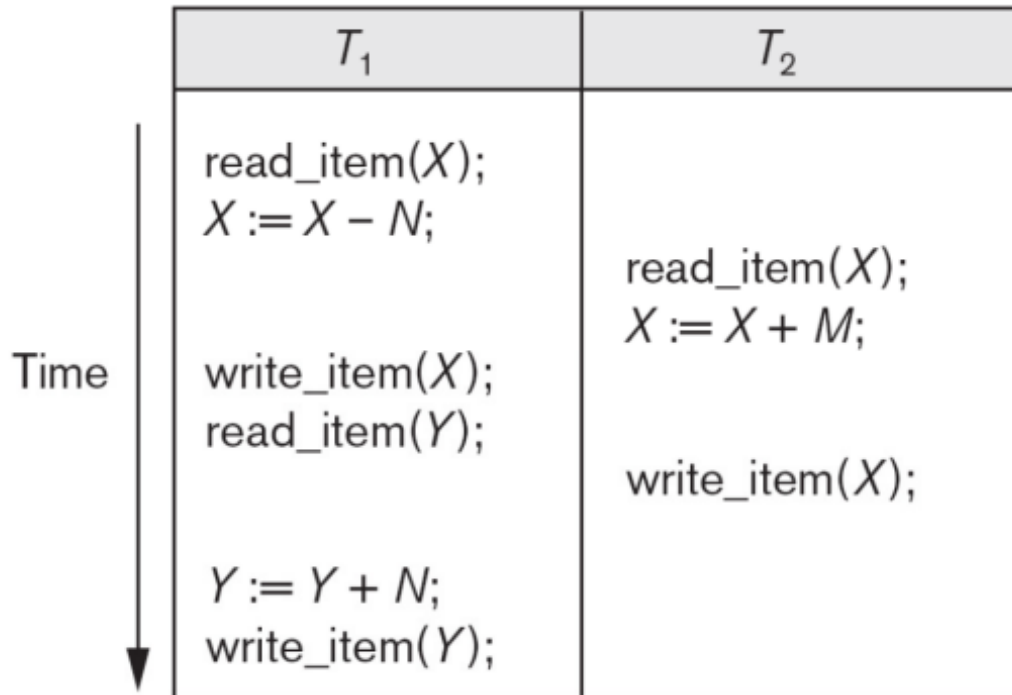 T₁ T₂
read_item(X);
X := X – N;
read_item(X);
X := X + M;
Time
write_item(X);
read_item(Y);
write_item(X);
Y := Y + N;
write_item(Y);